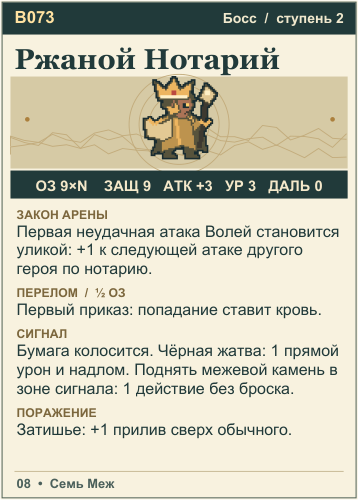 B073
Босс / ступень 2
Ржаной Нотарий
ОЗ 9×N ЗАЩ 9 АТК +3 УР 3 ДАЛЬ 0
ЗАКОН АРЕНЫ
Первая неудачная атака Волей становится
уликой: +1 к следующей атаке другого
героя по нотарию.
ПЕРЕЛОМ / ½ ОЗ
Первый приказ: попадание ставит кровь.
СИГНАЛ
Бумага колосится. Чёрная жатва: 1 прямой
урон и надлом. Поднять межевой камень в
зоне сигнала: 1 действие без броска.
ПОРАЖЕНИЕ
Затишье: +1 прилив сверх обычного.
08 • Семь Меж